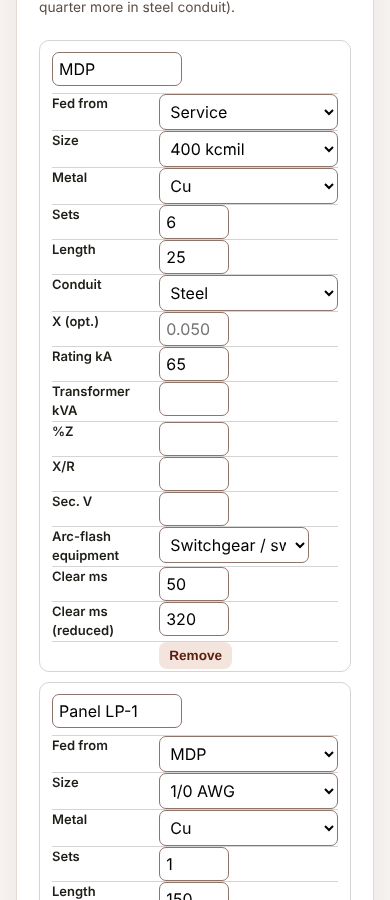 quarter more in steel conduit).
MDP
Fed from
Service
Size
400 kcmil
Metal
Cu
Sets
6
Length
25
Conduit
Steel
X (opt.)
0.050
Rating kA
65
Transformer
kVA
%Z
X/R
Sec. V
Arc-flash
equipment
Switchgear / sw
Clear ms
50
Clear ms
(reduced)
320
Remove
Panel LP-1
Fed from
MDP
Size
1/0 AWG
Metal
Cu
Sets
1
Length
150